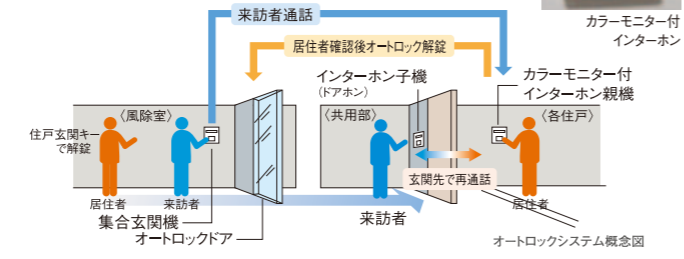 来訪者通話
カラーモニター付
インターホン
居住者確認後オートロック解錠
インターホン子機
(ドアホン)
カラーモニター付
インターホン親機
〈風除室〉
〈共用部〉
〈各住戸〉
住戸玄関キー
で解錠
玄関先で再通話
居住者
来訪者
来訪者
居住者
集合玄関機
オートロックドア
オートロックシステム概念図